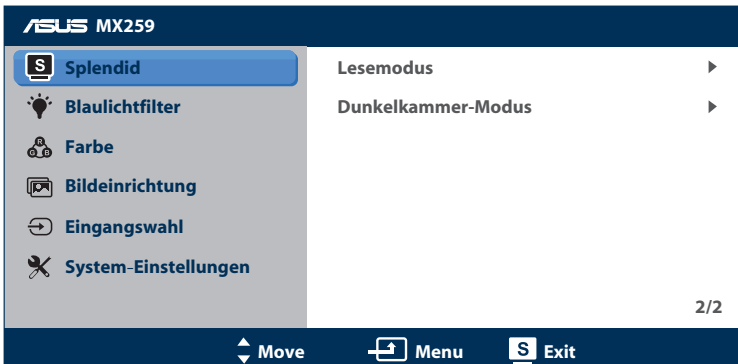 ASUS MX259
S Splendid
Blaulichtfilter
R G B Farbe
Bildeinrichtung
Eingangswahl
System-Einstellungen
Lesemodus
Dunkelkammer-Modus
2/2
Move Menu S Exit